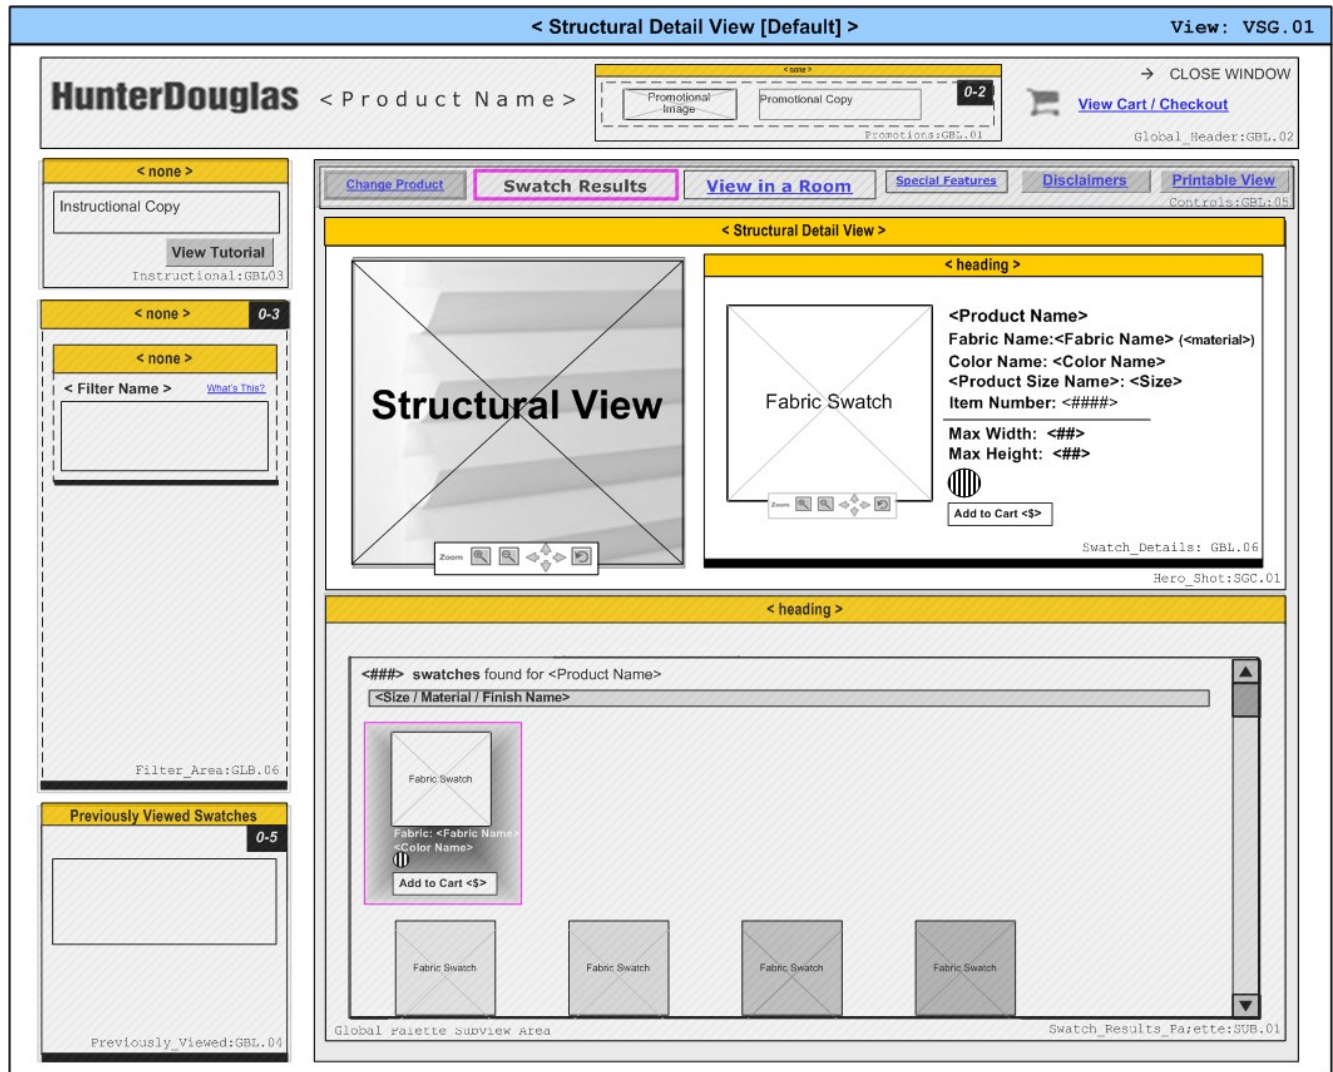 < Structural Detail View [Default] >
View: VSG.01
HunterDouglas
< Product Name >
< none >
Promotional Image
Promotional Copy
0-2
Promotions:GBL.01
→ CLOSE WINDOW
View Cart / Checkout
Global_Header:GBL.02
< none >
Instructional Copy
View Tutorial
Instructional:GBL03
< none >
0-3
< none >
< Filter Name >
What's This?
Filter_Area:GLB.06
Previously Viewed Swatches
0-5
Previously_Viewed:GBL.04
Change Product
Swatch Results
View in a Room
Special Features
Disclaimers
Printable View
Controls:GBL:05
< Structural Detail View >
Structural View
Zoom
< heading >
Fabric Swatch
Zoom
<Product Name>
Fabric Name:<Fabric Name> (<material>)
Color Name: <Color Name>
<Product Size Name>: <Size>
Item Number: <####>
Max Width: <##>
Max Height: <##>
Add to Cart <$>
Swatch_Details: GBL.06
Hero_Shot:SGC.01
< heading >
<###> swatches found for <Product Name>
<Size / Material / Finish Name>
Fabric Swatch
Fabric: <Fabric Name>
<Color Name>
Add to Cart <$>
Fabric Swatch
Fabric Swatch
Fabric Swatch
Fabric Swatch
Global Palette Subview Area
Swatch_Results_Palette:SUB.01